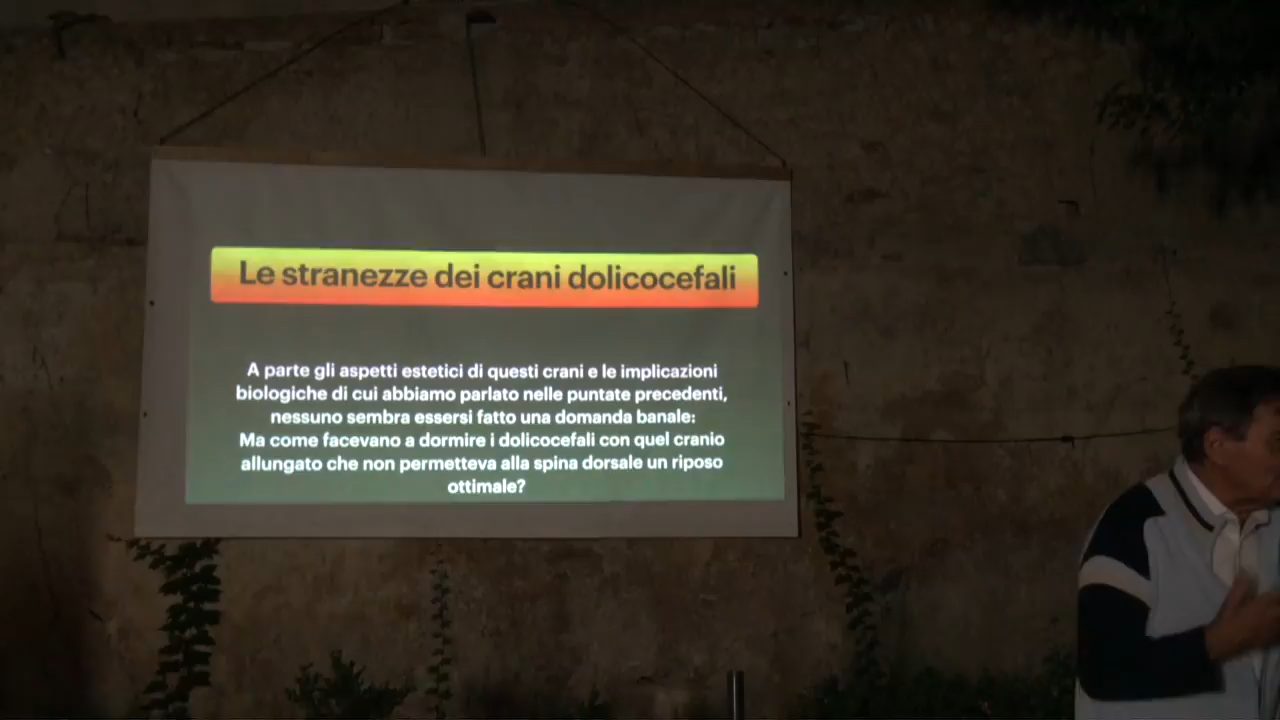 Le stranezze dei crani dolicocefali
A parte gli aspetti estetici di questi crani e le implicazioni
biologiche di cui abbiamo parlato nelle puntate precedenti,
nessuno sembra essersi fatto una domanda banale:
Ma come facevano a dormire i dolicocefali con quel cranio
allungato che non permetteva alla spina dorsale un riposo
ottimale?